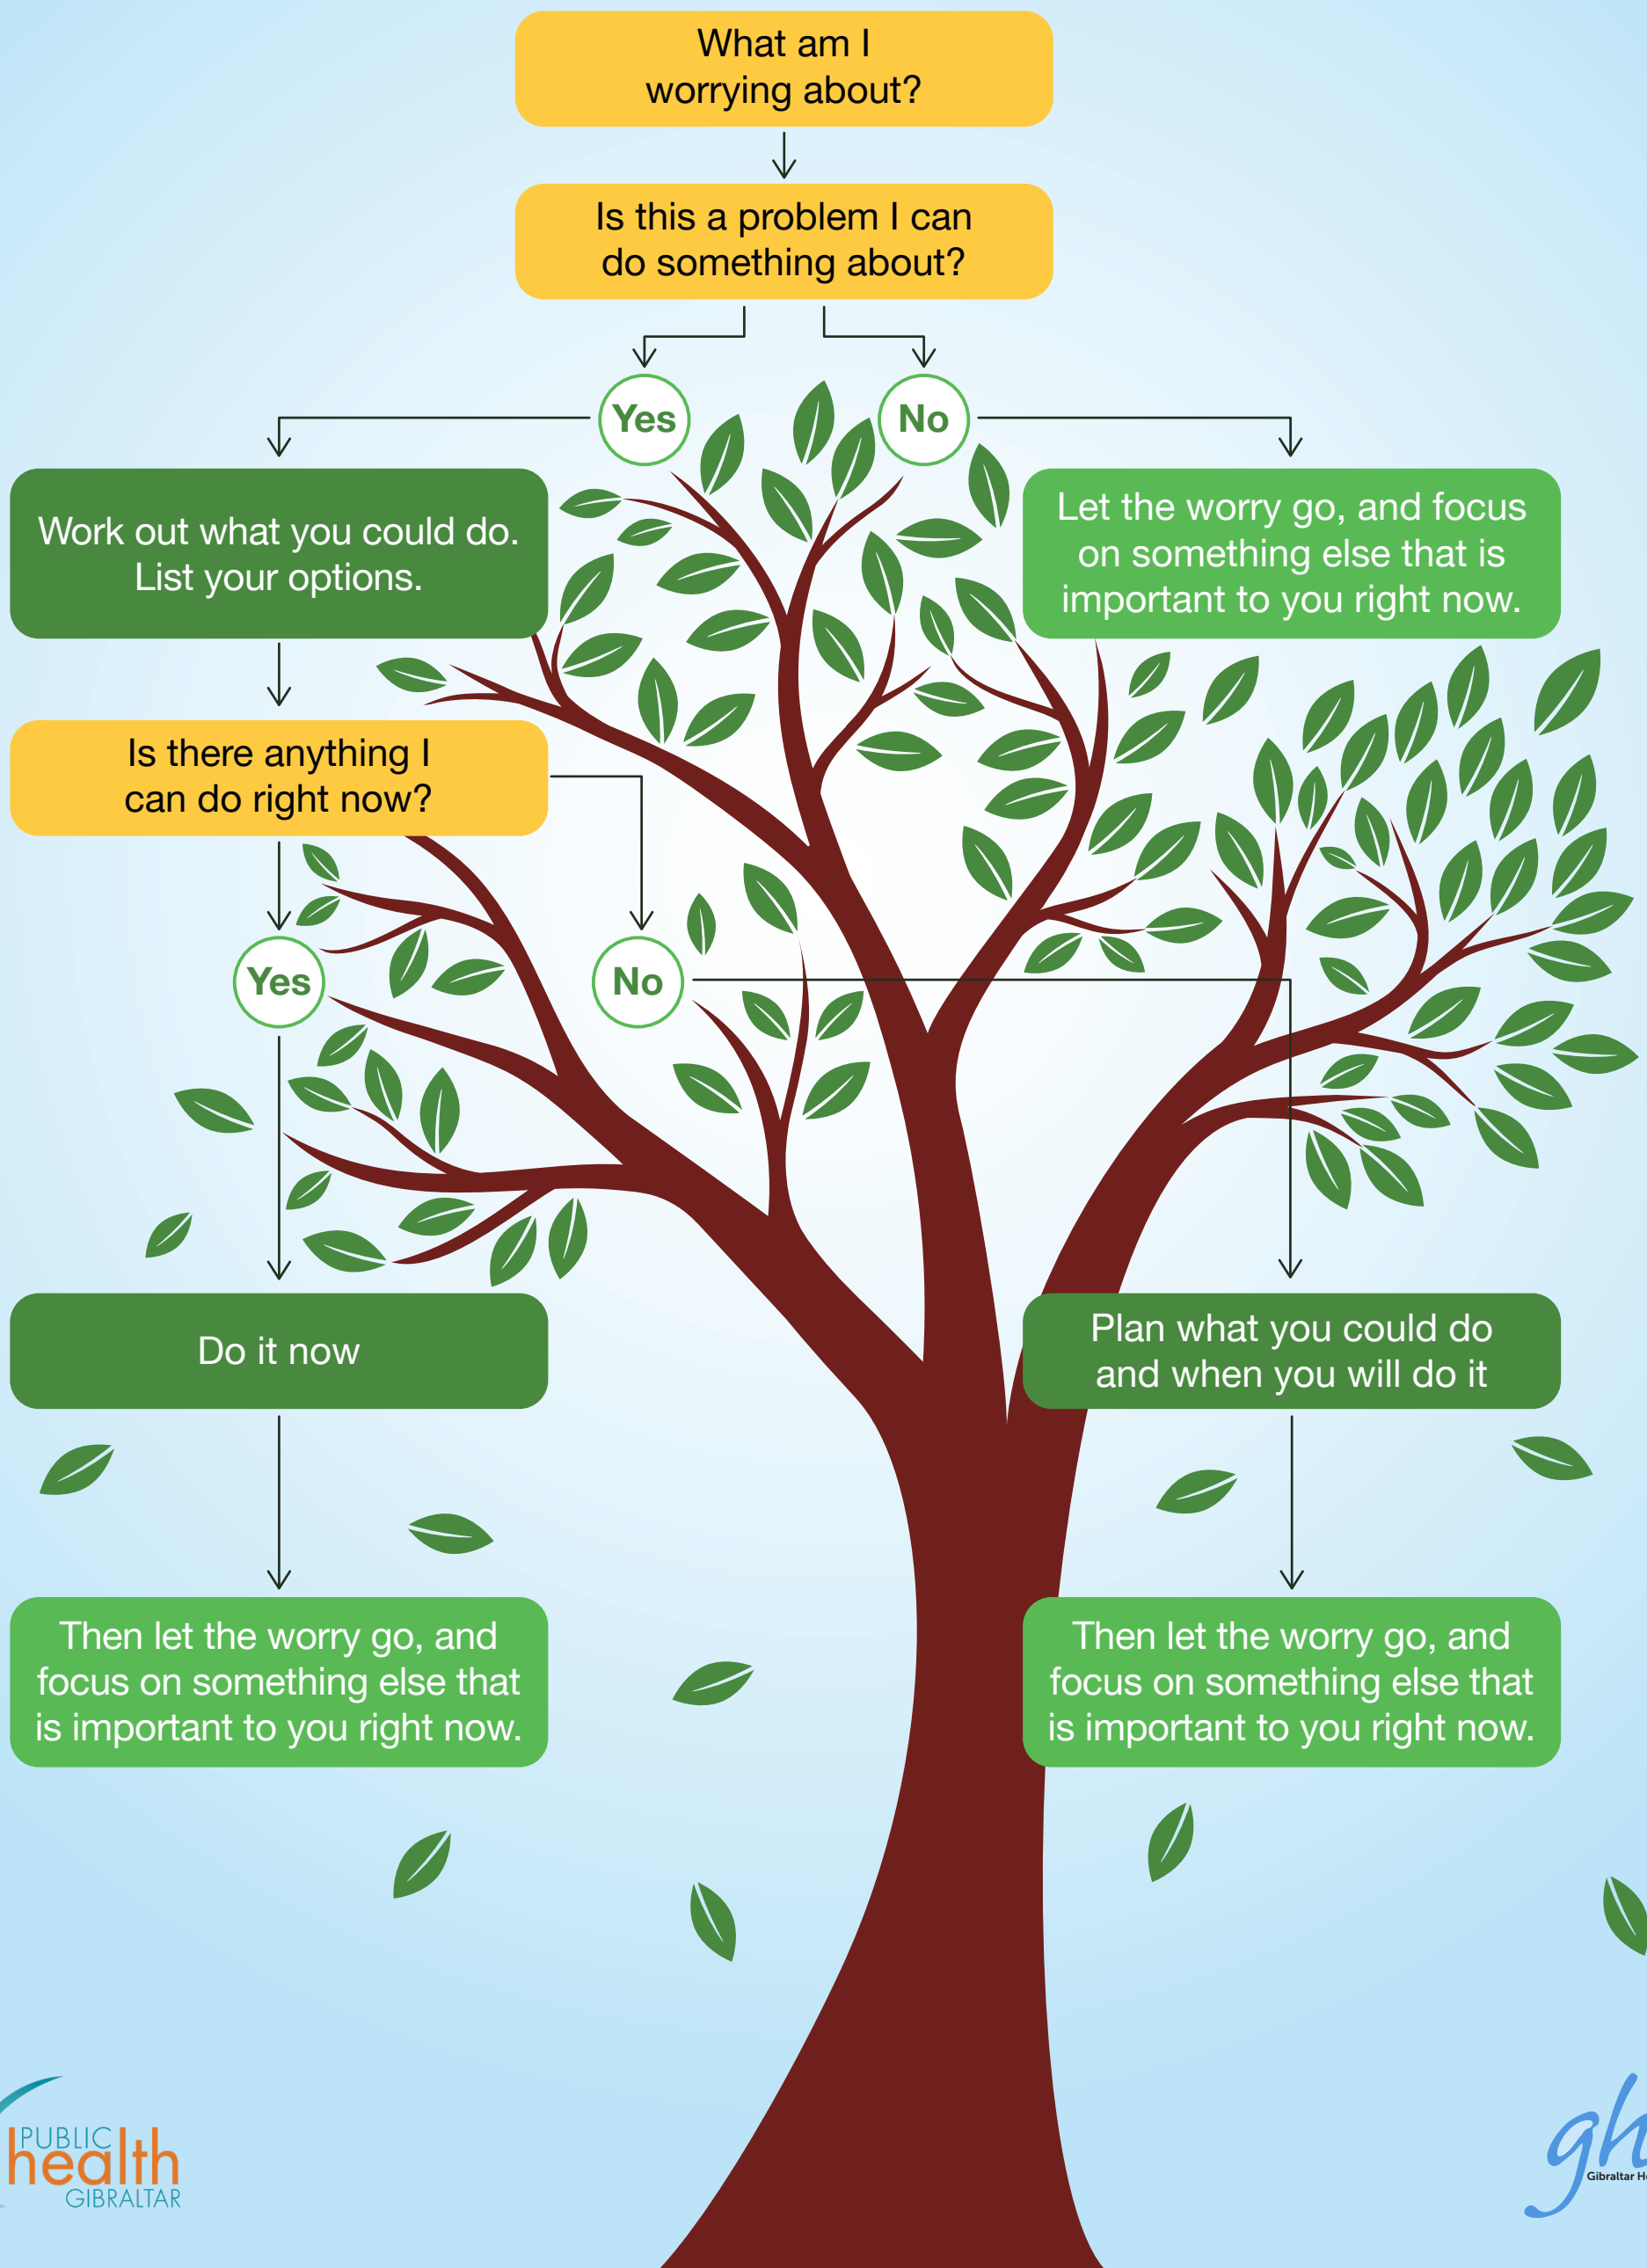 What am I
worrying about?
Is this a problem I can
do something about?
Yes
No
Work out what you could do.
List your options.
Let the worry go, and focus
on something else that is
important to you right now.
Is there anything I
can do right now?
Yes
No
Do it now
Plan what you could do
and when you will do it
Then let the worry go, and
focus on something else that
is important to you right now.
Then let the worry go, and
focus on something else that
is important to you right now.
PUBLIC
health
GIBRALTAR
gh
Gibraltar